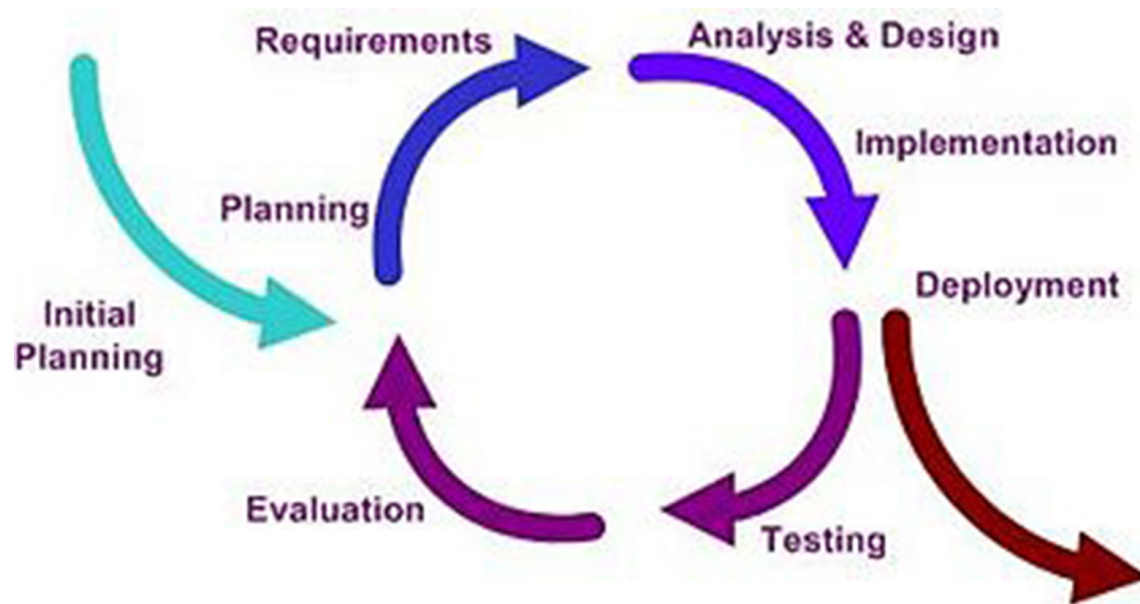 Requirements
Analysis & Design
Implementation
Planning
Deployment
Initial
Planning
Evaluation
Testing